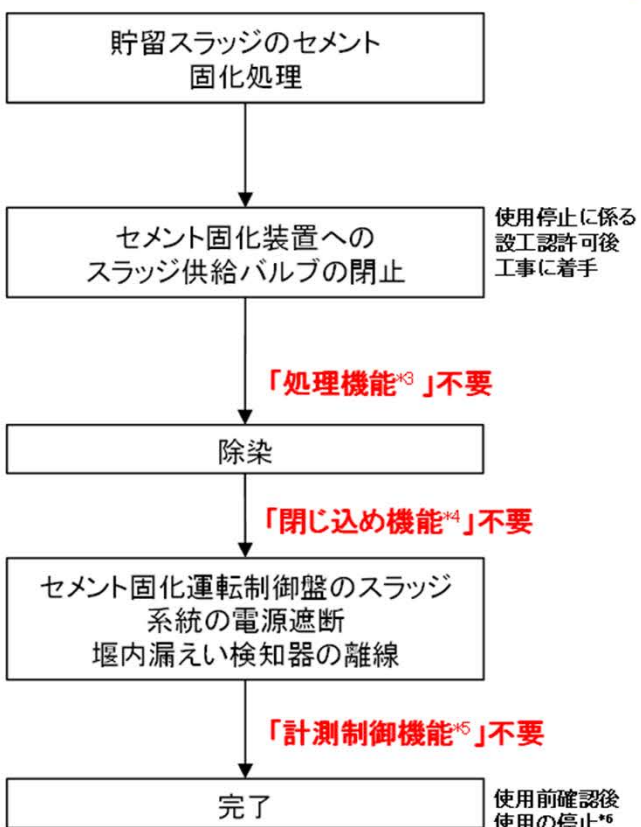 貯留スラッジのセメント
固化処理
セメント固化装置への
スラッジ供給バルブの閉止
使用停止に係る
設工認許可後
工事に着手
「処理機能*3 」不要
除染
「閉じ込め機能*4」不要
セメント固化運転制御盤のスラッジ
系統の電源遮断
堰内漏えい検知器の離線
「計測制御機能*5 」不要
完了
使用前確認後
使用の停止*6